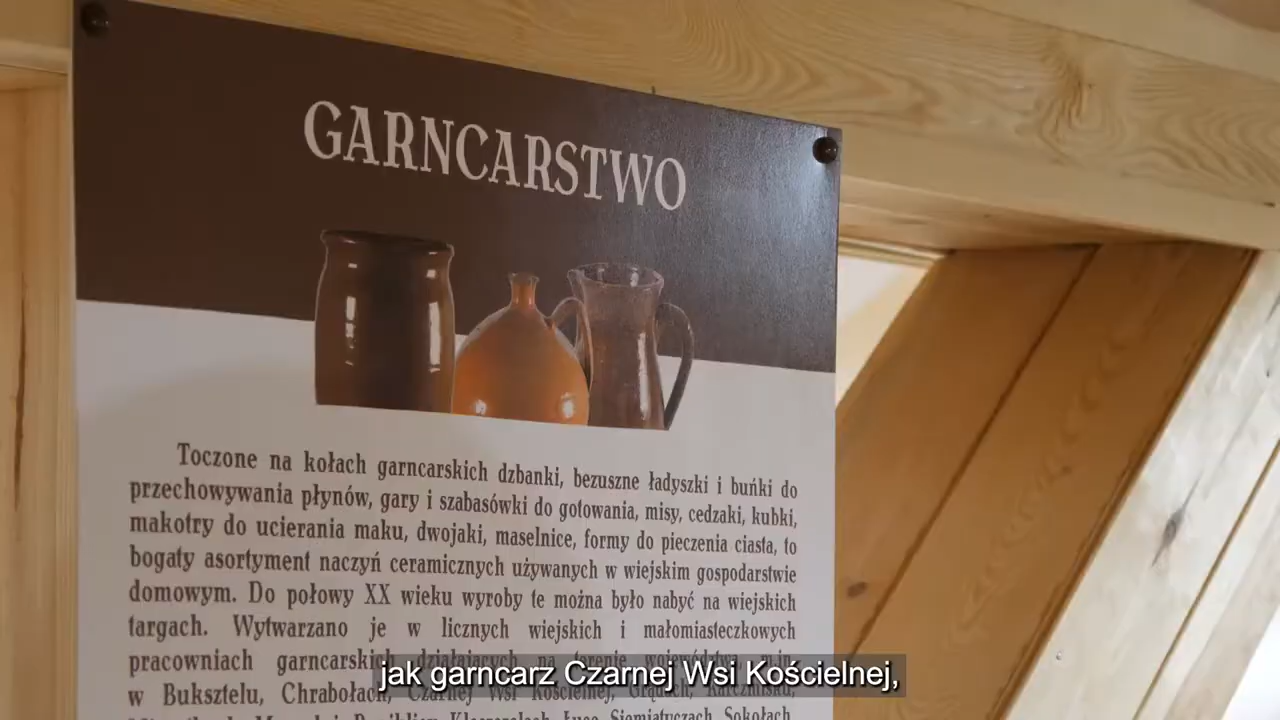 GARNCARSTWO
Toczone na kołach garncarskich dzbanki, bezuszne ładyszki i buńki do
przechowywania płynów, gary i szabasówki do gotowania, misy, cedzaki, kubki,
makotry do ucierania maku, dwojaki, maselnice, formy do pieczenia ciasta, to
bogaty asortyment naczyń ceramicznych używanych w wiejskim gospodarstwie
domowym. Do połowy XX wieku wyroby te można było nabyć na wiejskich
targach. Wytwarzano je w licznych wiejskich i małomiasteczkowych
pracowniach garncarskich działających na terenie województwa m.in.
w Buksztelu, Chrabołach, Czarnej Wsi Kościelnej,
Siemiatyczach, Sokołach,
jak garncarz Czarnej Wsi Kościelnej,